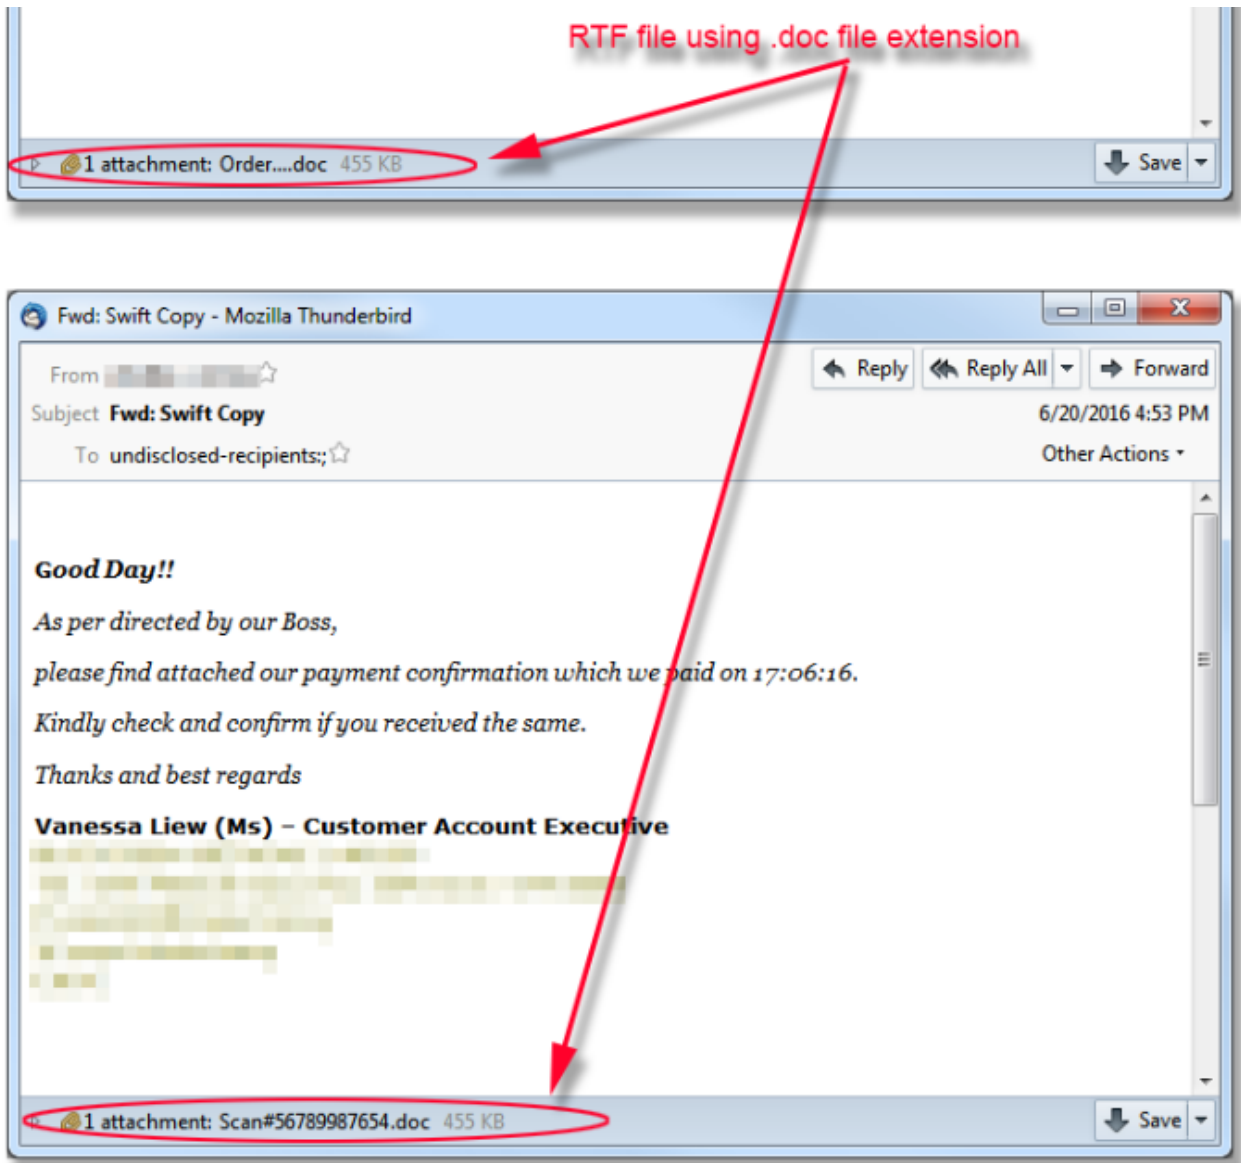 RTF file using .doc file extension
1 attachment: Order....doc 455 KB
Save
Fwd: Swift Copy - Mozilla Thunderbird
From
Reply
Reply All
Forward
Subject Fwd: Swift Copy
6/20/2016 4:53 PM
To undisclosed-recipients:;
Other Actions
Good Day!!
As per directed by our Boss,
please find attached our payment confirmation which we paid on 17:06:16.
Kindly check and confirm if you received the same.
Thanks and best regards
Vanessa Liew (Ms) – Customer Account Executive
1 attachment: Scan#56789987654.doc 455 KB
Save